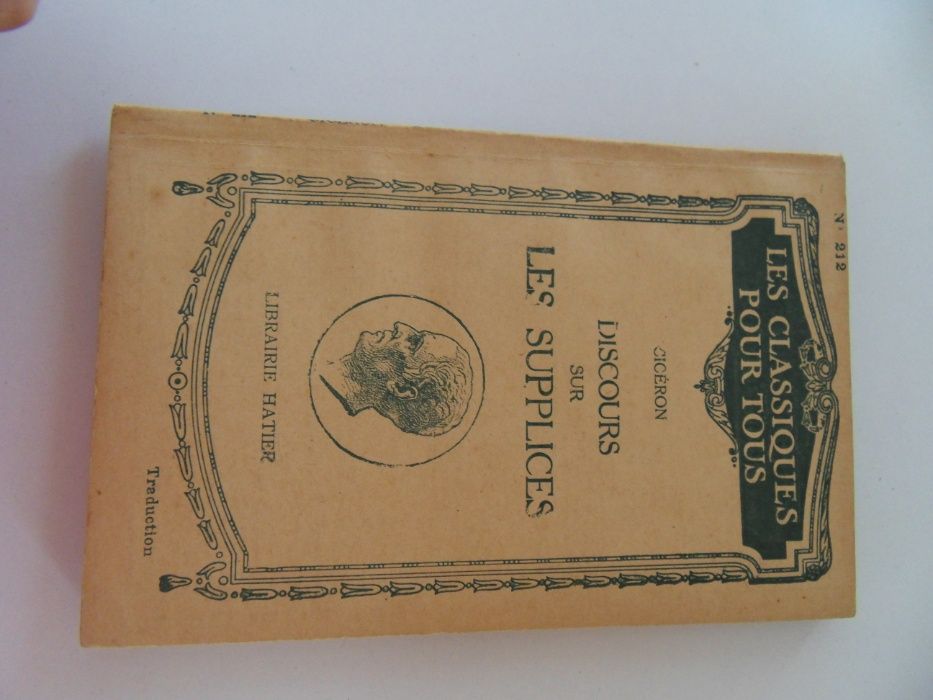 N° 212
LES CLASSIQUES
POUR TOUS
CICÉRON
DISCOURS
SUR
LES SUPPLICES
LIBRAIRIE HATIER
Traduction